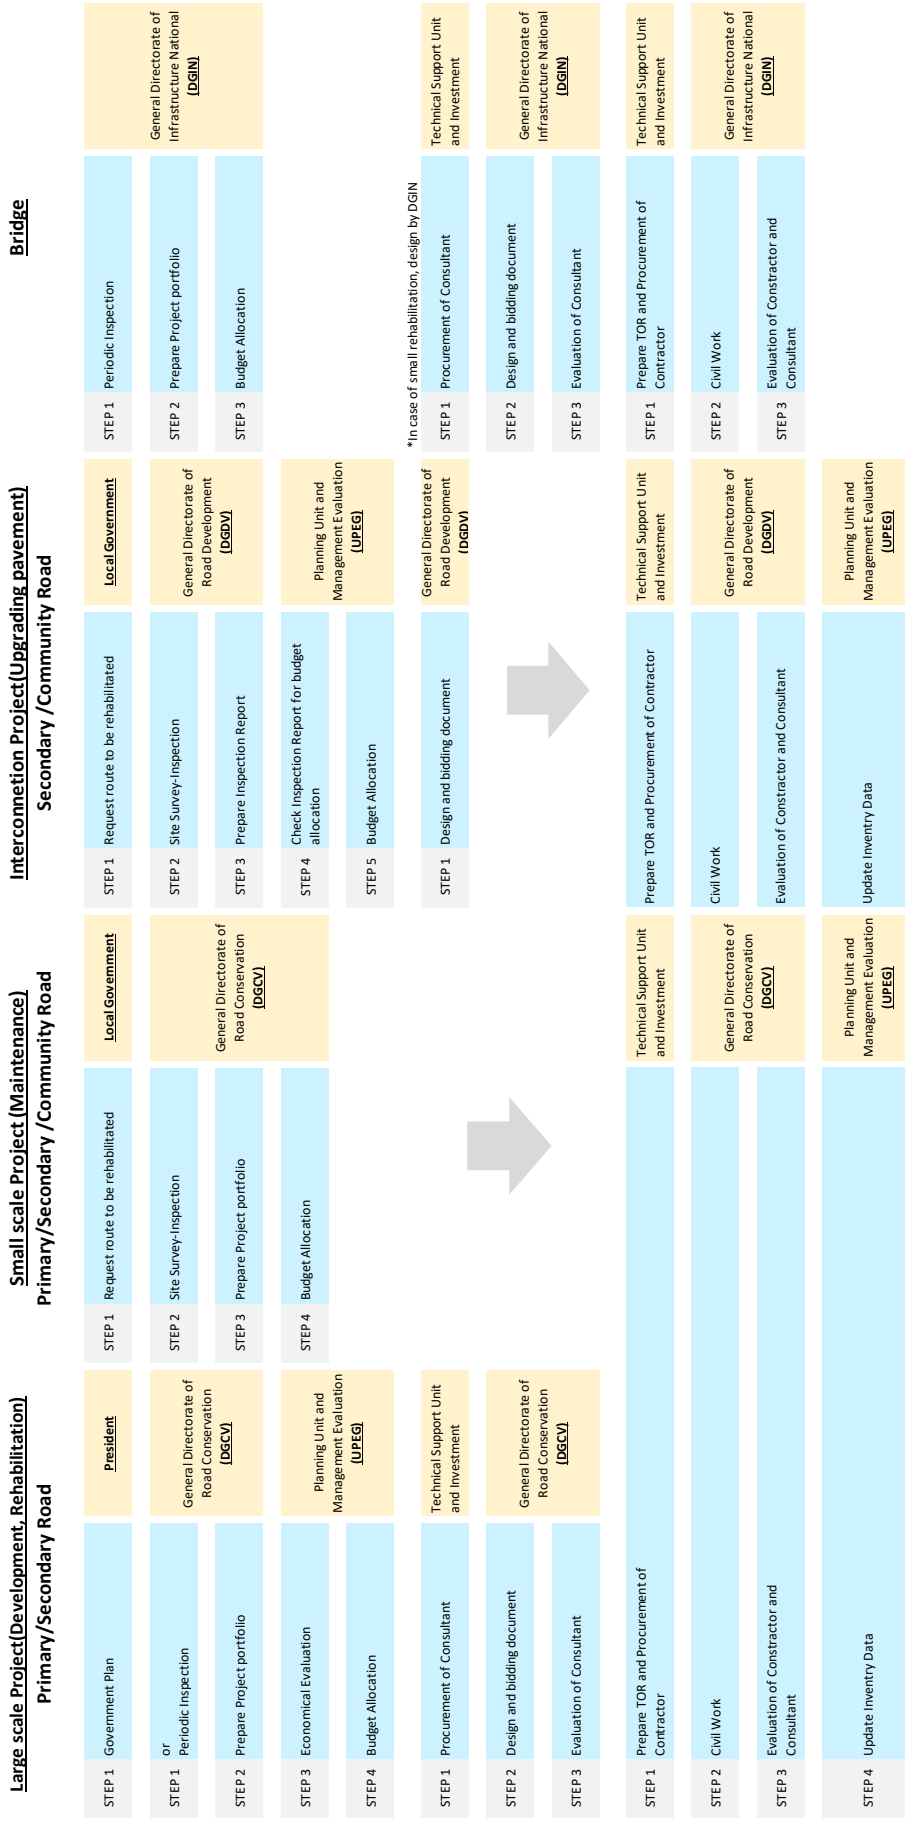 Large scale Project(Development, Rehabilitation)
Primary/Secondary Road
STEP 1
Government Plan
President
STEP 1
or
Periodic Inspection
STEP 2
Prepare Project portfolio
General Directorate of
Road Conservation
(DGCV)
STEP 3
Economical Evaluation
STEP 4
Budget Allocation
Planning Unit and
Management Evaluation
(UPEG)
STEP 1
Procurement of Consultant
Technical Support Unit
and Investment
STEP 2
Design and bidding document
STEP 3
Evaluation of Consultant
General Directorate of
Road Conservation
(DGCV)
STEP 1
Prepare TOR and Procurement of
Contractor
STEP 2
Civil Work
STEP 3
Evaluation of Constractor and
Consultant
STEP 4
Update Inventry Data
Small scale Project (Maintenance)
Primary/Secondary /Community Road
STEP 1
Request route to be rehabilitated
Local Government
STEP 2
Site Survey-Inspection
STEP 3
Prepare Project portfolio
STEP 4
Budget Allocation
General Directorate of
Road Conservation
(DGCV)
Technical Support Unit
and Investment
General Directorate of
Road Conservation
(DGCV)
Planning Unit and
Management Evaluation
(UPEG)
Interconnetion Project(Upgrading pavement)
Secondary /Community Road
STEP 1
Request route to be rehabilitated
Local Government
STEP 2
Site Survey-Inspection
STEP 3
Prepare Inspection Report
General Directorate of
Road Development
(DGDV)
STEP 4
Check Inspection Report for budget
allocation
STEP 5
Budget Allocation
Planning Unit and
Management Evaluation
(UPEG)
STEP 1
Design and bidding document
General Directorate of
Road Development
(DGDV)
Prepare TOR and Procurement of Contractor
Technical Support Unit
and Investment
Civil Work
Evaluation of Constractor and Consultant
General Directorate of
Road Development
(DGDV)
Update Inventry Data
Planning Unit and
Management Evaluation
(UPEG)
Bridge
STEP 1
Periodic Inspection
STEP 2
Prepare Project portfolio
STEP 3
Budget Allocation
General Directorate of
Infrastructure National
(DGIN)
*In case of small rehabilitation, design by DGIN
STEP 1
Procurement of Consultant
Technical Support Unit
and Investment
STEP 2
Design and bidding document
STEP 3
Evaluation of Consultant
General Directorate of
Infrastructure National
(DGIN)
STEP 1
Prepare TOR and Procurement of
Contractor
Technical Support Unit
and Investment
STEP 2
Civil Work
STEP 3
Evaluation of Constractor and
Consultant
General Directorate of
Infrastructure National
(DGIN)